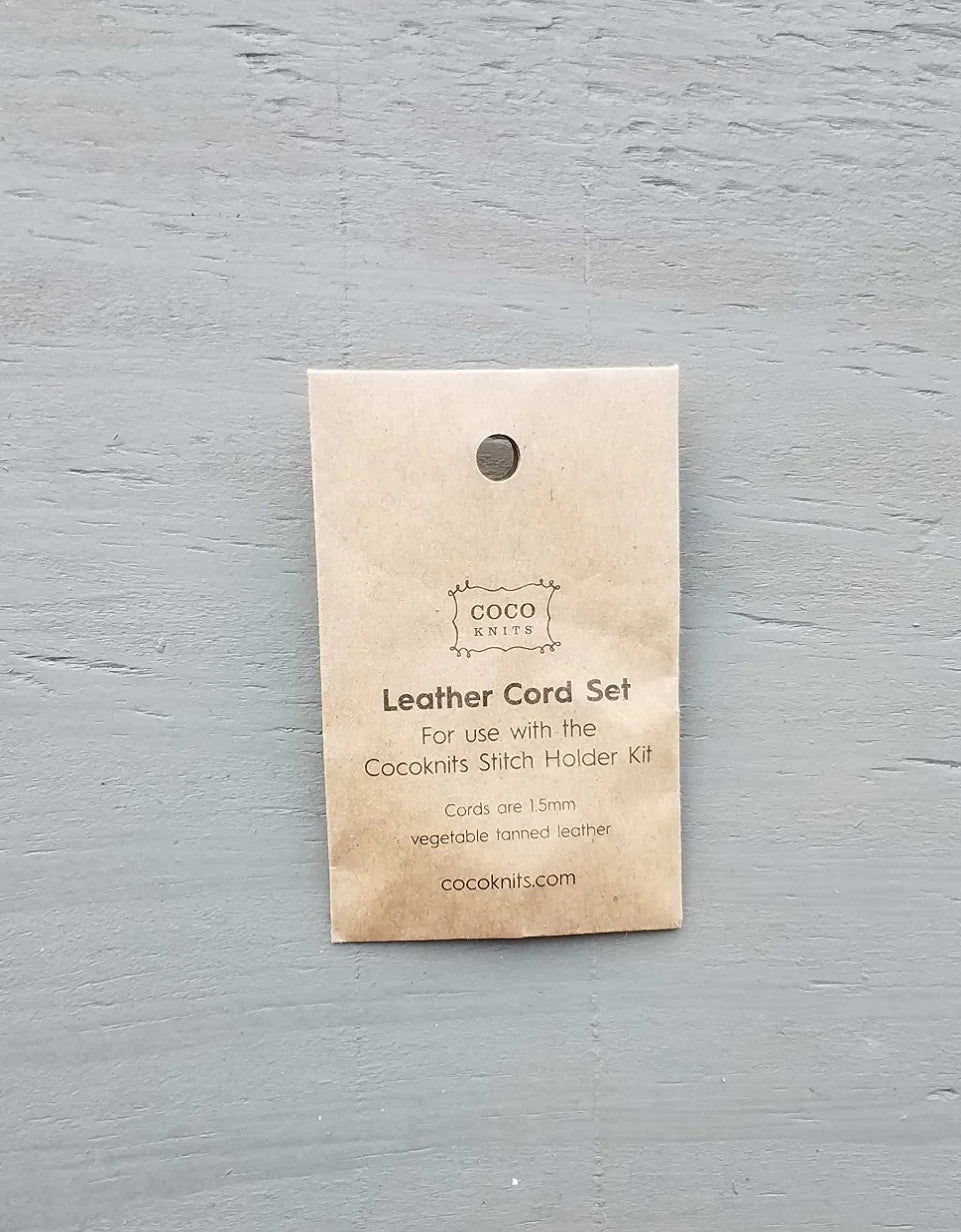 COCO
KNITS
Leather Cord Set
For use with the
Cocoknits Stitch Holder Kit
Cords are 1.5mm
vegetable tanned leather
cocoknits.com